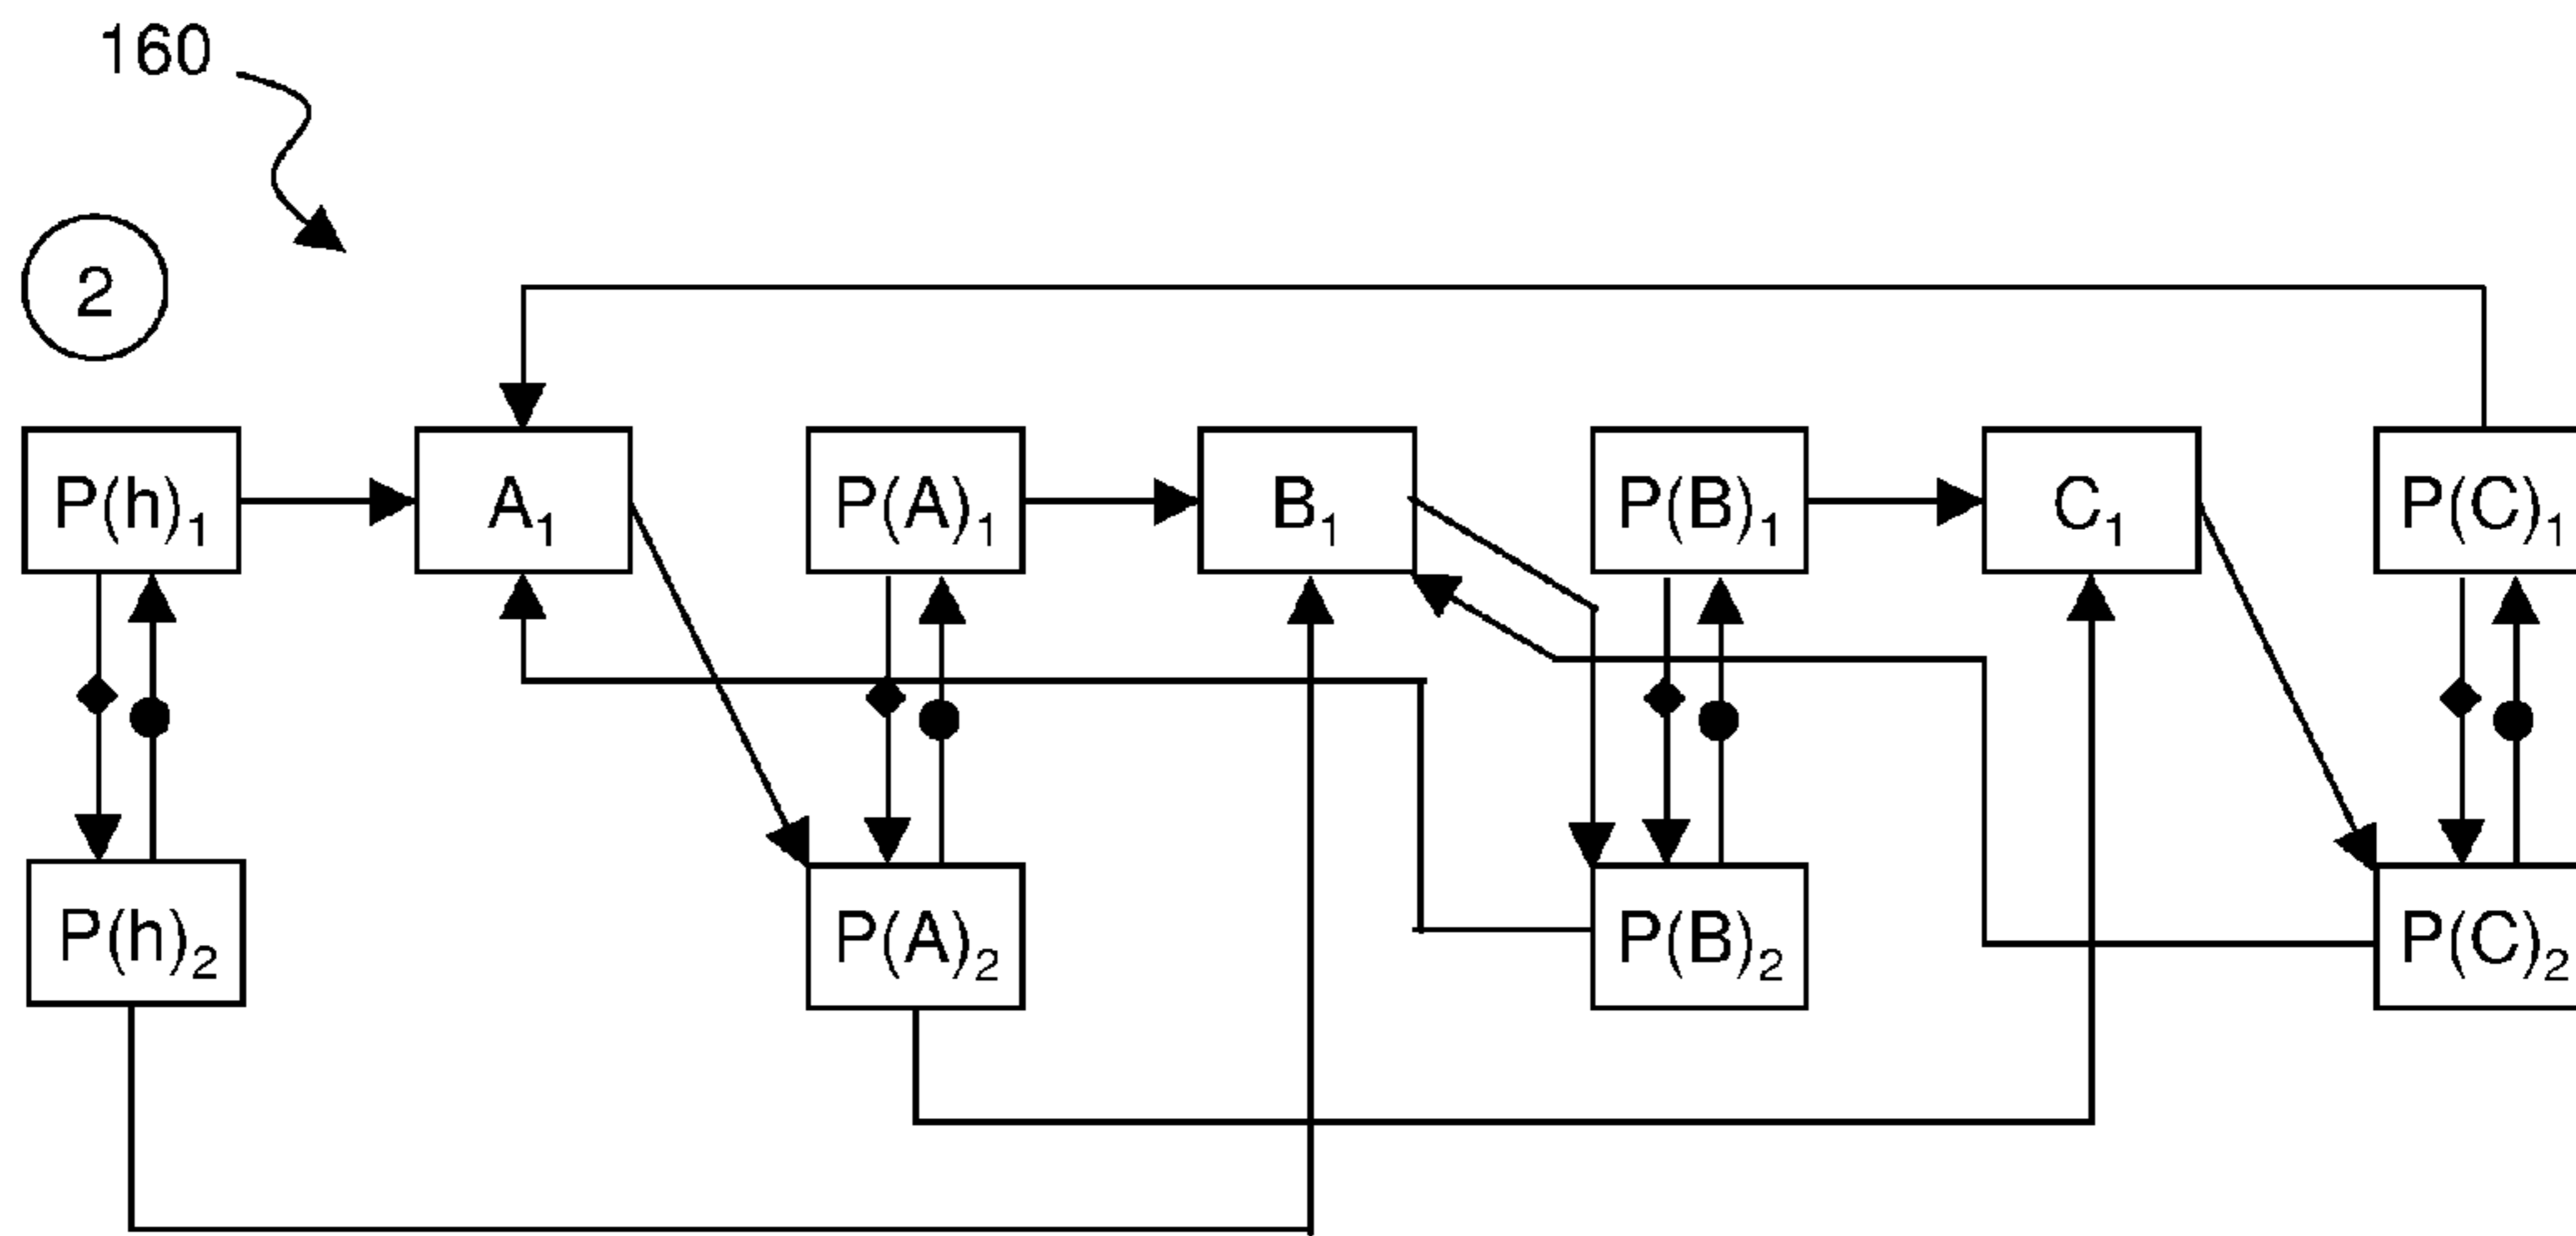 160
2
P(h)₁ A₁ P(A)₁ B₁ P(B)₁ C₁ P(C)₁
P(h)₂ P(A)₂ P(B)₂ P(C)₂